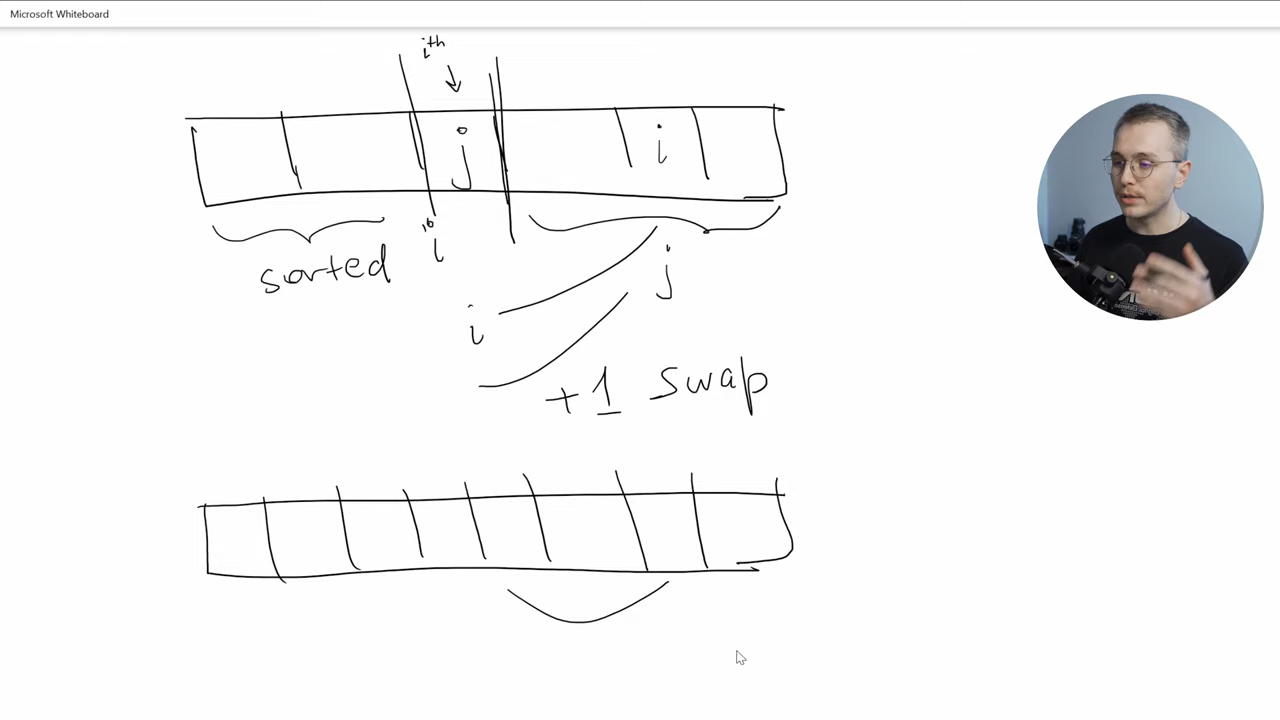 Microsoft Whiteboard
ith
j i
sorted i j
i
+1 swap